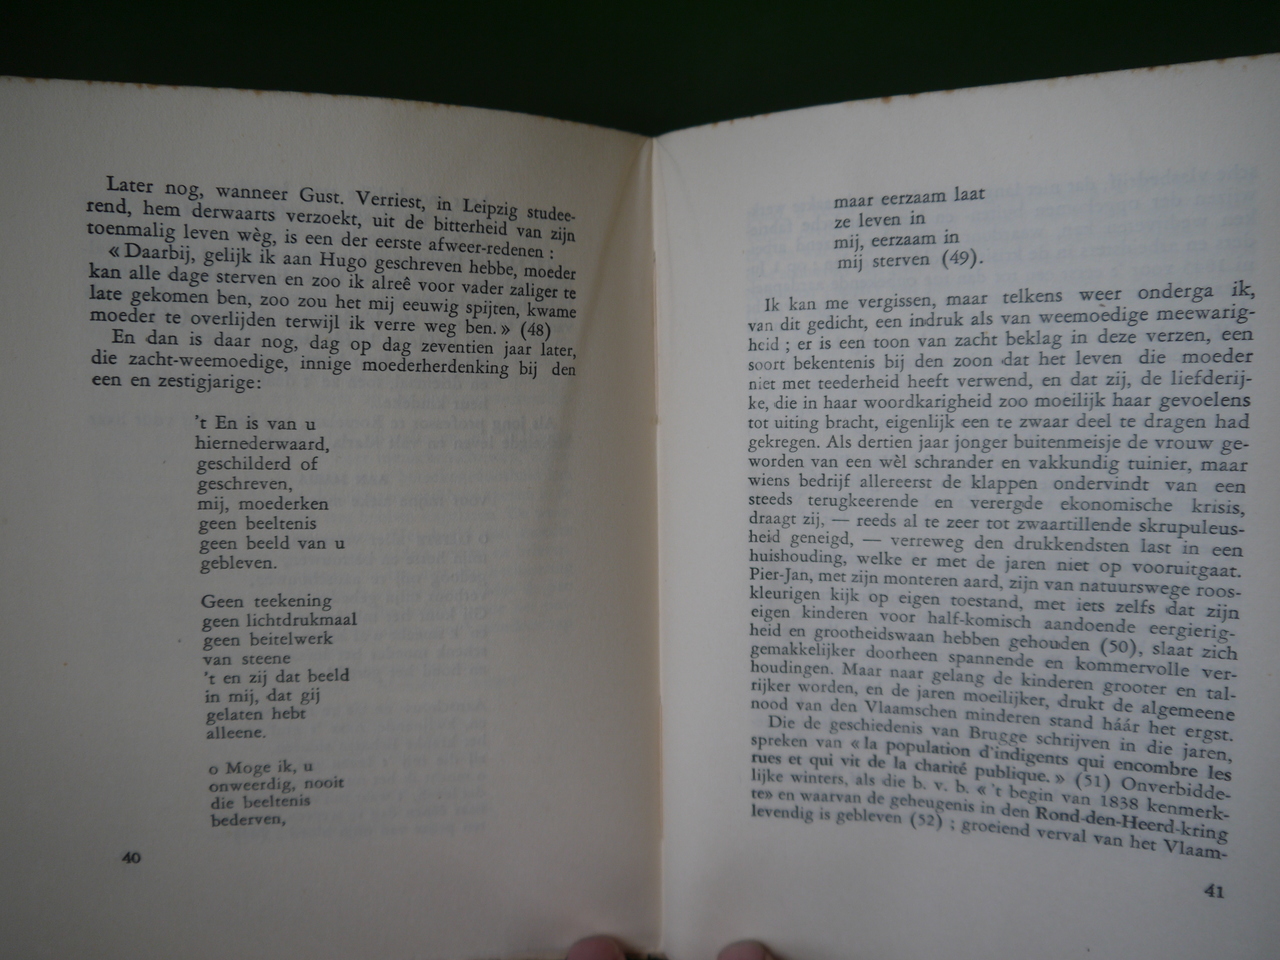 Later nog, wanneer Gust. Verriest, in Leipzig studee-
rend, hem derwaarts verzoekt, uit de bitterheid van zijn
toenmalig leven wèg, is een der eerste afweer-redenen :
« Daarbij, gelijk ik aan Hugo geschreven hebbe, moeder
kan alle dage sterven en zoo ik alreê voor vader zaliger te
late gekomen ben, zoo zou het mij eeuwig spijten, kwame
moeder te overlijden terwijl ik verre weg ben. » (48)
En dan is daar nog, dag op dag zeventien jaar later,
die zacht-weemoedige, innige moederherdenking bij den
een en zestigjarige:
't En is van u
hiernederwaard,
geschilderd of
geschreven,
mij, moederken
geen beeltenis
geen beeld van u
gebleven.
Geen teekening
geen lichtdrukmaal
geen beitelwerk
van steene
't en zij dat beeld
in mij, dat gij
gelaten hebt
alleene.
o Moge ik, u
onweerdig, nooit
die beeltenis
bederven,
40
maar eerzaam laat
ze leven in
mij, eerzaam in
mij sterven (49).
Ik kan me vergissen, maar telkens weer onderga ik,
van dit gedicht, een indruk als van weemoedige meewarig-
heid ; er is een toon van zacht beklag in deze verzen, een
soort bekentenis bij den zoon dat het leven die moeder
niet met teederheid heeft verwend, en dat zij, de liefderij-
ke, die in haar woordkarigheid zoo moeilijk haar gevoelens
tot uiting bracht, eigenlijk een te zwaar deel te dragen had
gekregen. Als dertien jaar jonger buitenmeisje de vrouw ge-
worden van een wèl schrander en vakkundig tuinier, maar
wiens bedrijf allereerst de klappen ondervindt van een
steeds terugkeerende en verergde ekonomische krisis,
draagt zij, — reeds al te zeer tot zwaartillende skrupuleus-
heid geneigd, — verreweg den drukkendsten last in een
huishouding, welke er met de jaren niet op vooruitgaat.
Pier-Jan, met zijn monteren aard, zijn van natuurswege roos-
kleurigen kijk op eigen toestand, met iets zelfs dat zijn
eigen kinderen voor half-komisch aandoende eergierig-
heid en grootheidswaan hebben gehouden (50), slaat zich
gemakkelijker doorheen spannende en kommervolle ver-
houdingen. Maar naar gelang de kinderen grooter en tal-
rijker worden, en de jaren moeilijker, drukt de algemeene
nood van den Vlaamschen minderen stand háár het ergst.
Die de geschiedenis van Brugge schrijven in die jaren,
spreken van « la population d'indigents qui encombre les
rues et qui vit de la charité publique. » (51) Onverbidde-
lijke winters, als die b. v. b. « 't begin van 1838 kenmerk-
te» en waarvan de geheugenis in den Rond-den-Heerd-kring
levendig is gebleven (52) ; groeiend verval van het Vlaam-
41